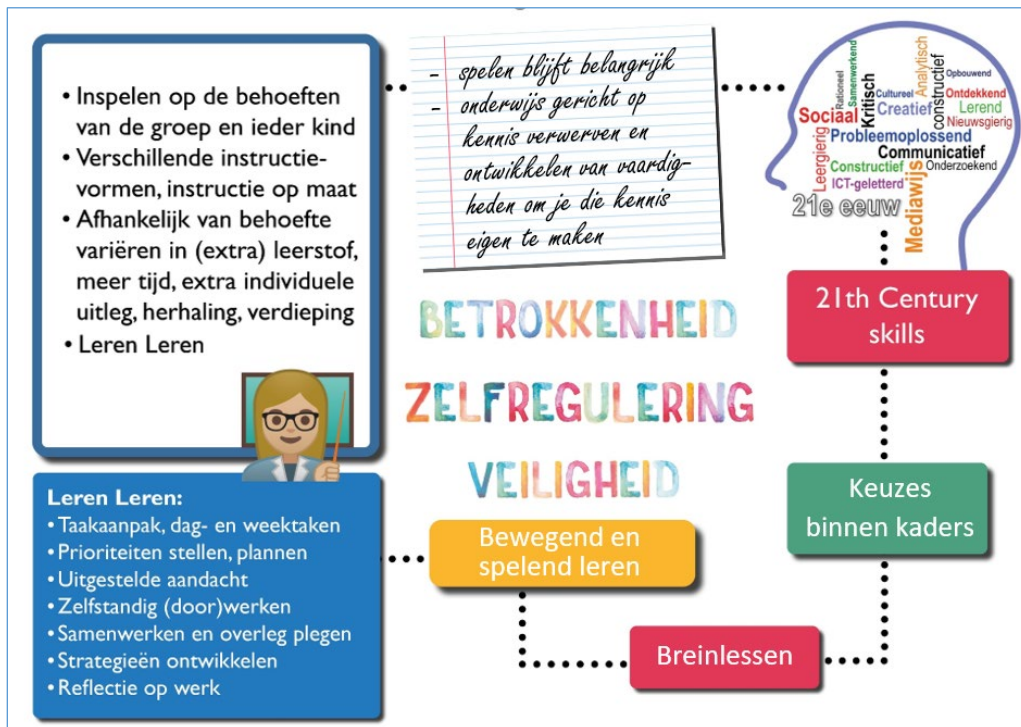 • Inspelen op de behoeften
van de groep en ieder kind
• Verschillende instructie-
vormen, instructie op maat
• Afhankelijk van behoefte
variëren in (extra) leerstof,
meer tijd, extra individuele
uitleg, herhaling, verdieping
• Leren Leren
- spelen blijft belangrijk
- onderwijs gericht op
kennis verwerven en
ontwikkelen van vaardig-
heden om je die kennis
eigen te maken
Rationeel
Samenwerkend
Kritisch
Analytisch
constructief
Opbouwend
Cultureel
Ontdekkend
Sociaal
Creatief
Lerend
Nieuwsgierig
Leergierig
Probleemoplossend
Communicatief
Constructief
Onderzoekend
ICT-geletterd
Mediawijs
21e eeuw
21th Century
skills
BETROKKENHEID
ZELFREGULERING
VEILIGHEID
Keuzes
binnen kaders
Leren Leren:
• Taakaanpak, dag- en weektaken
• Prioriteiten stellen, plannen
• Uitgestelde aandacht
• Zelfstandig (door)werken
• Samenwerken en overleg plegen
• Strategieën ontwikkelen
• Reflectie op werk
Bewegend en
spelend leren
Breinlessen